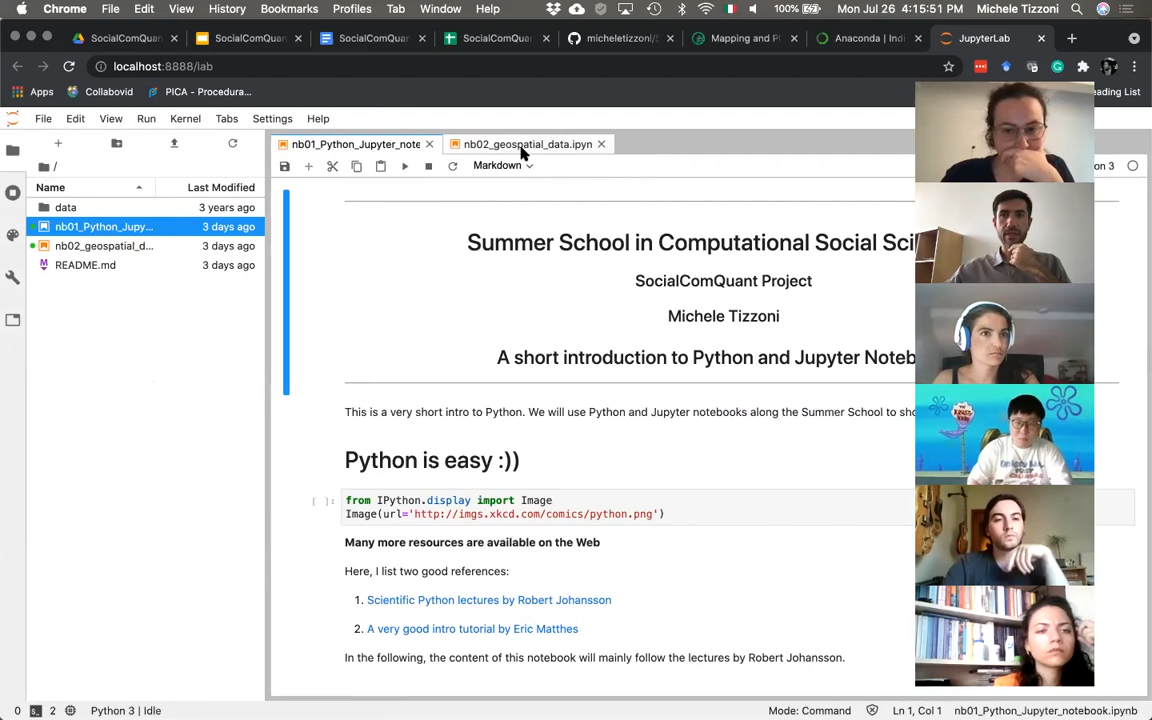 Chrome File Edit View History Bookmarks Profiles Tab Window Help 100% Mon Jul 26 4:15:51 PM Michele Tizzoni
SocialComQuan SocialComQuan SocialComQuan SocialComQuan micheletizzoni/S Mapping and Pl Anaconda | Indi JupyterLab
localhost:8888/lab
Apps Collabovid PICA - Procedura... eading List
File Edit View Run Kernel Tabs Settings Help
nb01_Python_Jupyter_note nb02_geospatial_data.ipyn
/ Markdown on 3
Name Last Modified
data 3 years ago
nb01_Python_Jupy... 3 days ago
nb02_geospatial_d... 3 days ago
README.md 3 days ago
Summer School in Computational Social Sci
SocialComQuant Project
Michele Tizzoni
A short introduction to Python and Jupyter Noteb
This is a very short intro to Python. We will use Python and Jupyter notebooks along the Summer School to sho
Python is easy :))
[ ]: from IPython.display import Image
Image(url='http://imgs.xkcd.com/comics/python.png')
Many more resources are available on the Web
Here, I list two good references:
1. Scientific Python lectures by Robert Johansson
2. A very good intro tutorial by Eric Matthes
In the following, the content of this notebook will mainly follow the lectures by Robert Johansson.
0 2 Python 3 | Idle Mode: Command Ln 1, Col 1 nb01_Python_Jupyter_notebook.ipynb